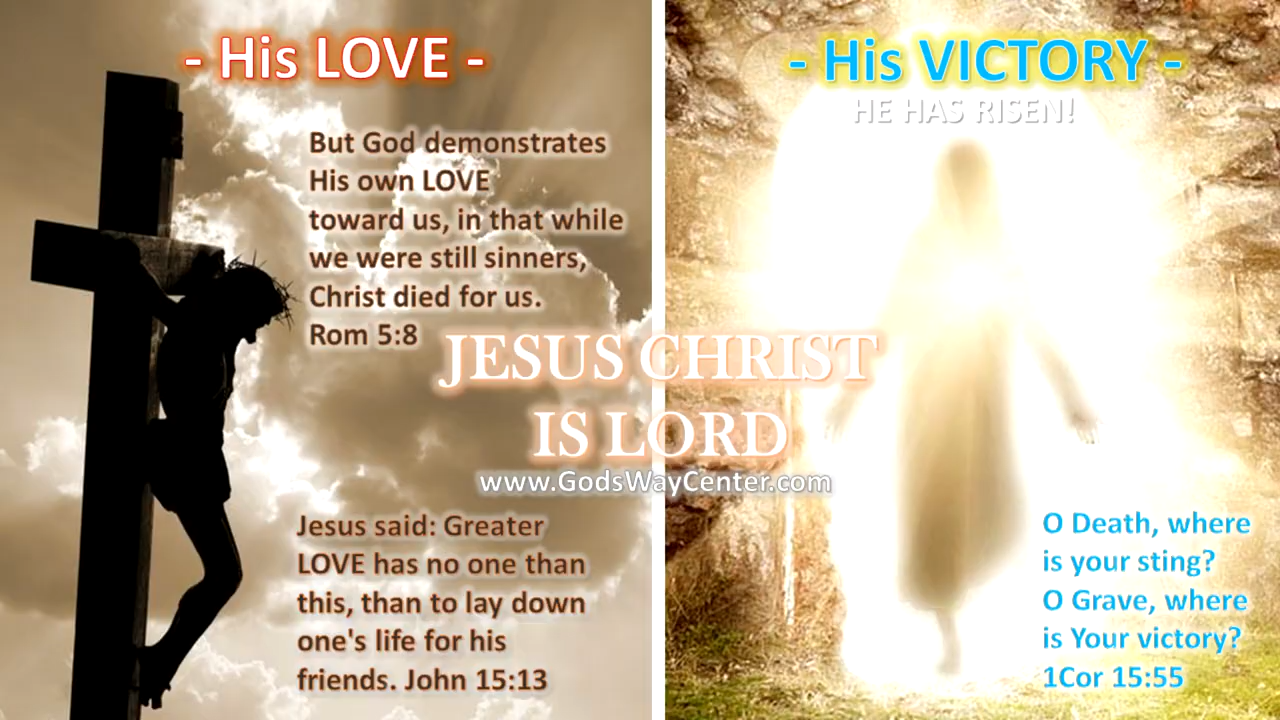 - His LOVE -
But God demonstrates
His own LOVE
toward us, in that while
we were still sinners,
Christ died for us.
Rom 5:8
Jesus said: Greater
LOVE has no one than
this, than to lay down
one's life for his
friends. John 15:13
JESUS CHRIST
IS LORD
www.GodsWayCenter.com
- His VICTORY -
HE HAS RISEN!
O Death, where
is your sting?
O Grave, where
is Your victory?
1Cor 15:55